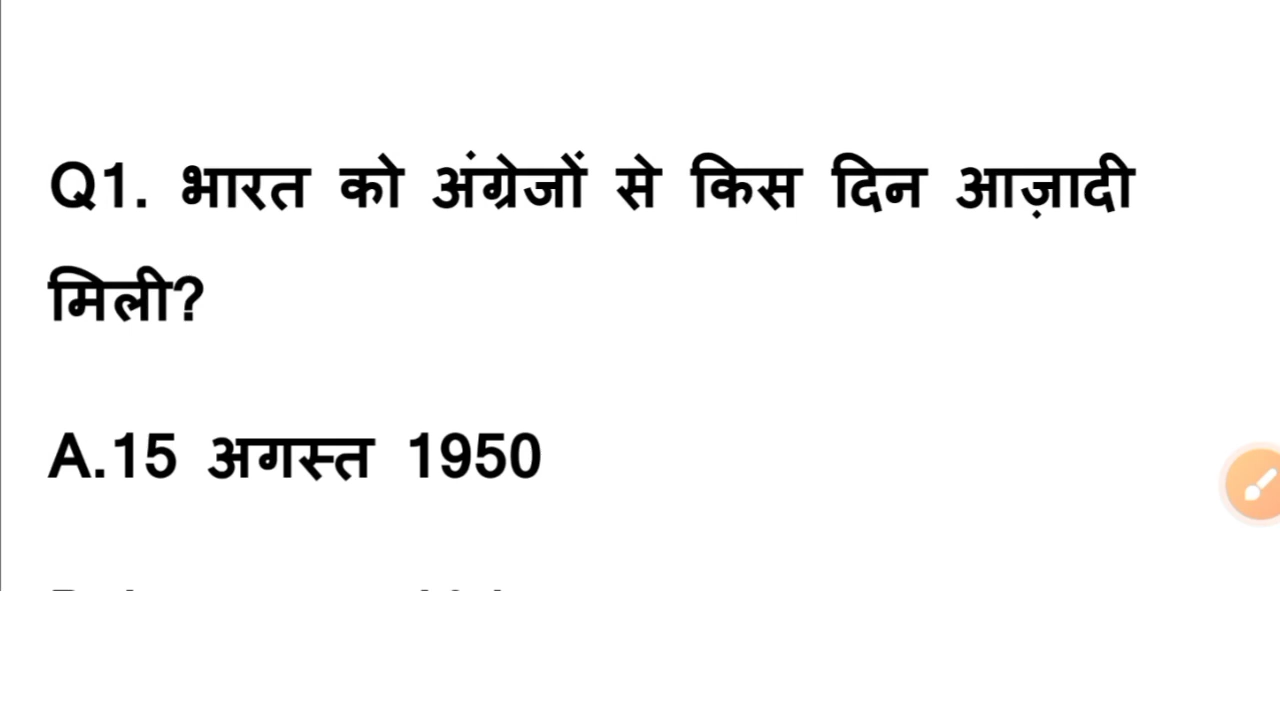 Q1. भारत को अंग्रेजों से किस दिन आज़ादी
मिली?
A.15 अगस्त 1950